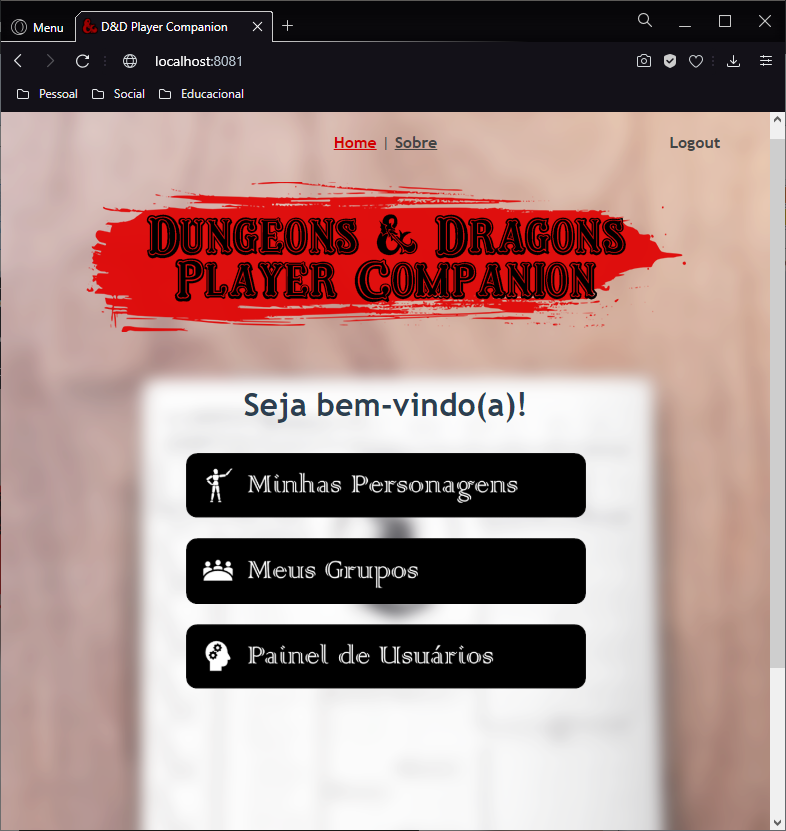 Menu
D&D Player Companion
localhost:8081
Pessoal
Social
Educacional
Home | Sobre
Logout
Dungeons & Dragons
Player Companion
Seja bem-vindo(a)!
Minhas Personagens
Meus Grupos
Painel de Usuários